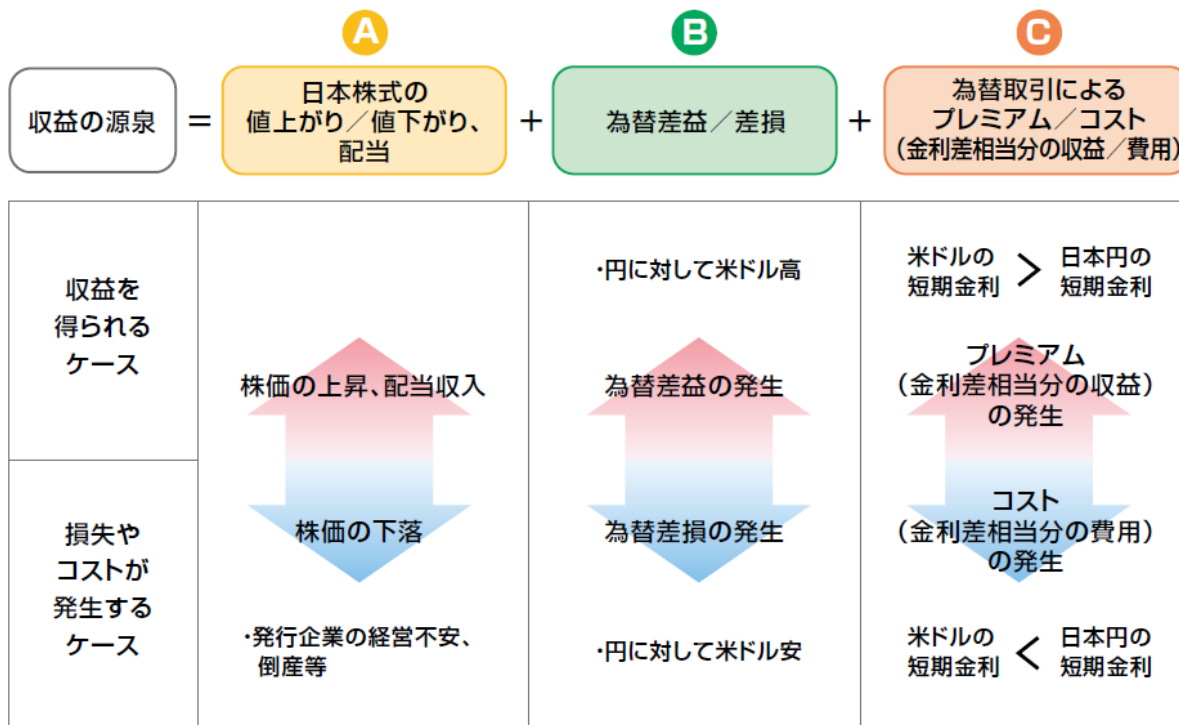 A
B
C
収益の源泉
=
日本株式の
値上がり／値下がり、
配当
+
為替差益／差損
+
為替取引による
プレミアム／コスト
(金利差相当分の収益／費用)
収益を
得られる
ケース
株価の上昇、配当収入
・円に対して米ドル高
為替差益の発生
米ドルの
短期金利
>
日本円の
短期金利
プレミアム
(金利差相当分の収益)
の発生
損失や
コストが
発生する
ケース
株価の下落
・発行企業の経営不安、
倒産等
為替差損の発生
・円に対して米ドル安
コスト
(金利差相当分の費用)
の発生
米ドルの
短期金利
<
日本円の
短期金利